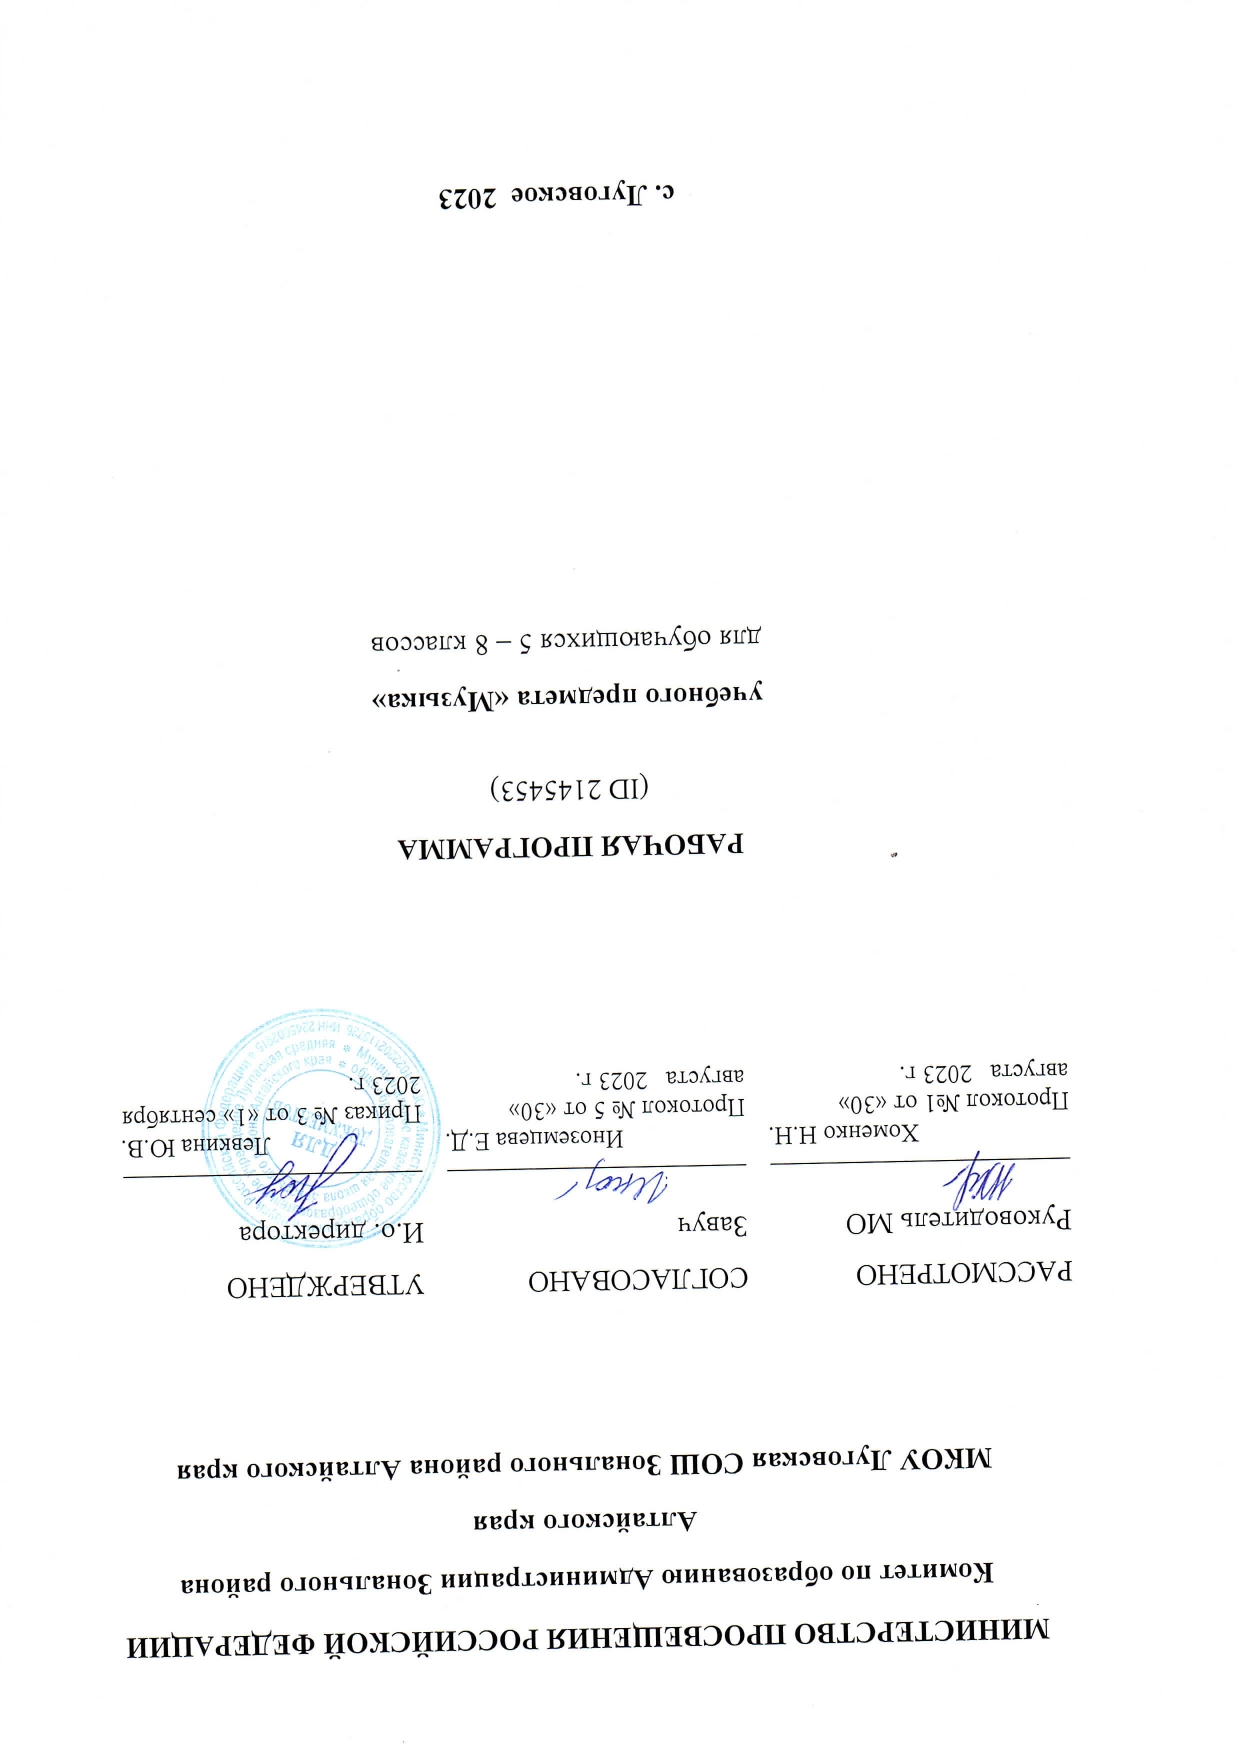 МИНИСТЕРСТВО ПРОСВЕЩЕНИЯ РОССИЙСКОЙ ФЕДЕРАЦИИ
Комитет по образованию Администрации Зонального района
Алтайского края
МКОУ Луговская СОШ Зонального района Алтайского края
РАССМОТРЕНО
Руководитель МО
Хоменко Н.Н.
Протокол №1 от «30»
августа 2023 г.
СОГЛАСОВАНО
Завуч
Иноземцева Е.Д.
Протокол № 5 от «30»
августа 2023 г.
УТВЕРЖДЕНО
И.о. директора
Левкина Ю.В.
Приказ № 3 от «1» сентября
2023 г.
ДЛЯ
ДОКУМЕНТОВ
РАБОЧАЯ ПРОГРАММА
(ID 2145453)
учебного предмета «Музыка»
для обучающихся 5 – 8 классов
с. Луговское 2023